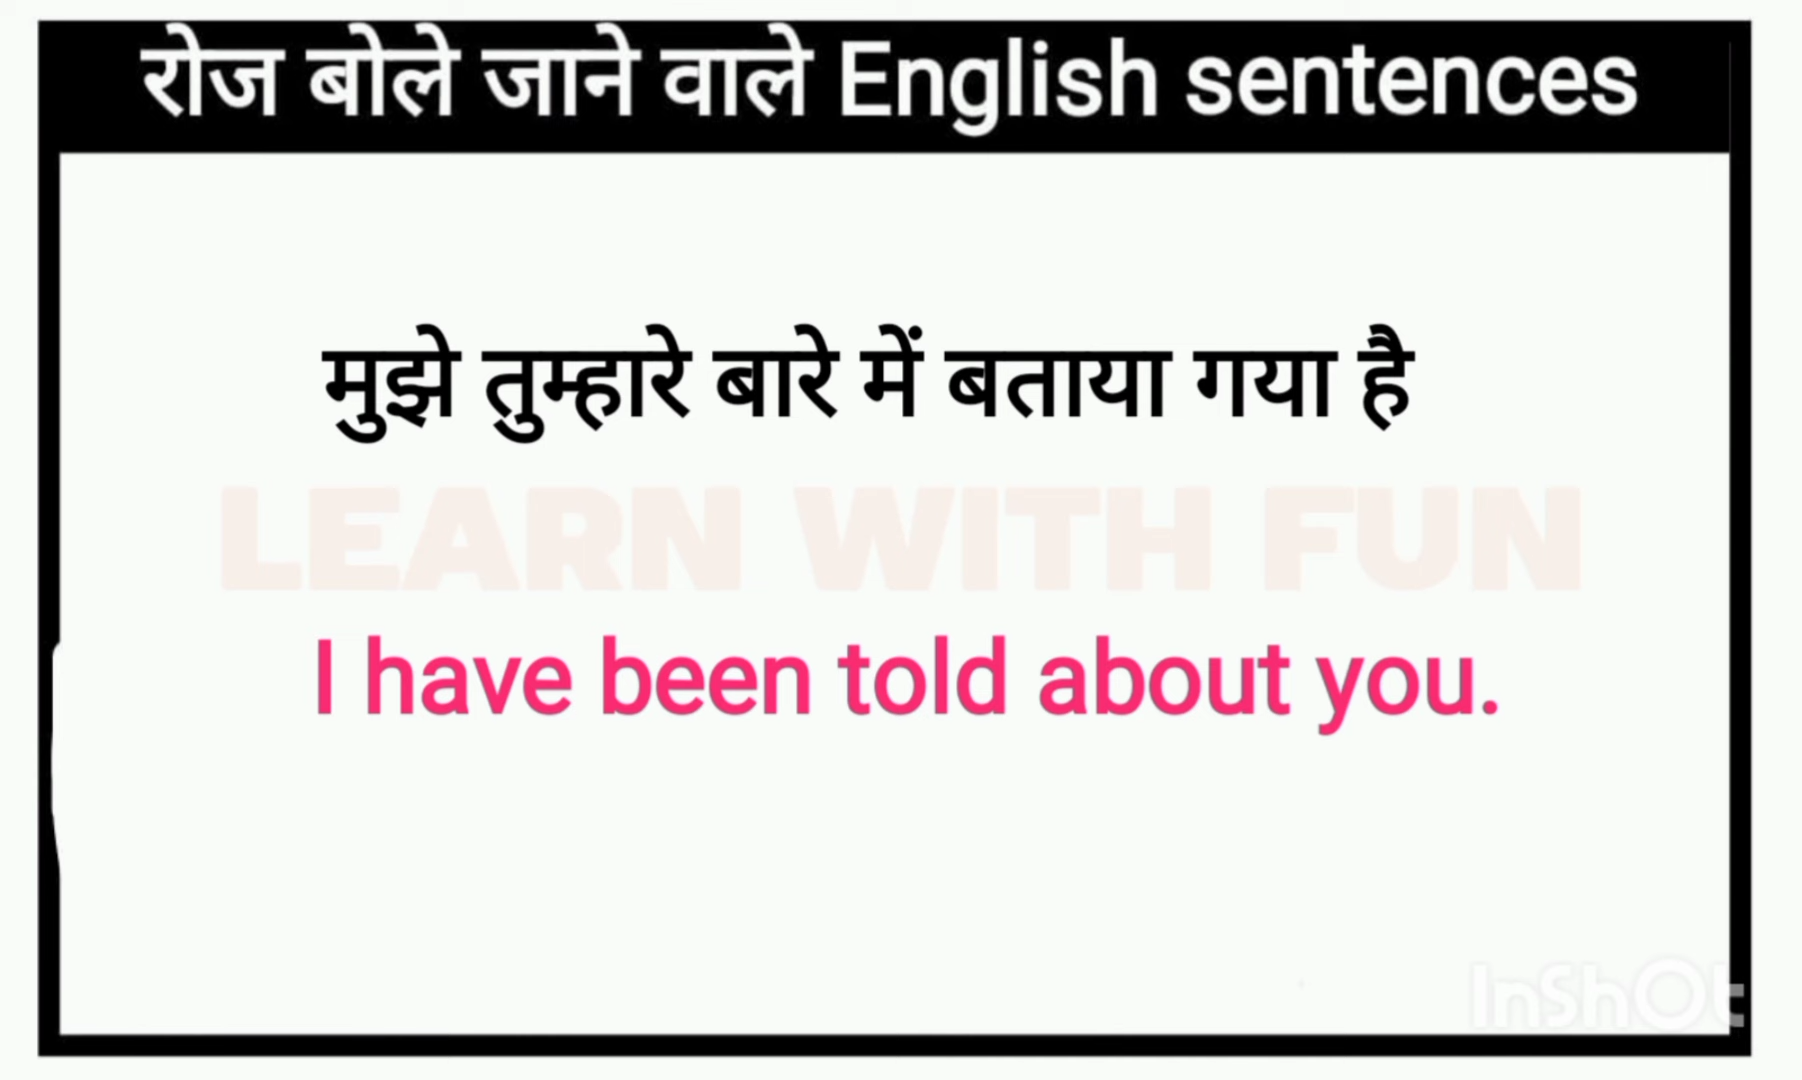 रोज बोले जाने वाले English sentences
मुझे तुम्हारे बारे में बताया गया है
LEARN WITH FUN
I have been told about you.
InShOt